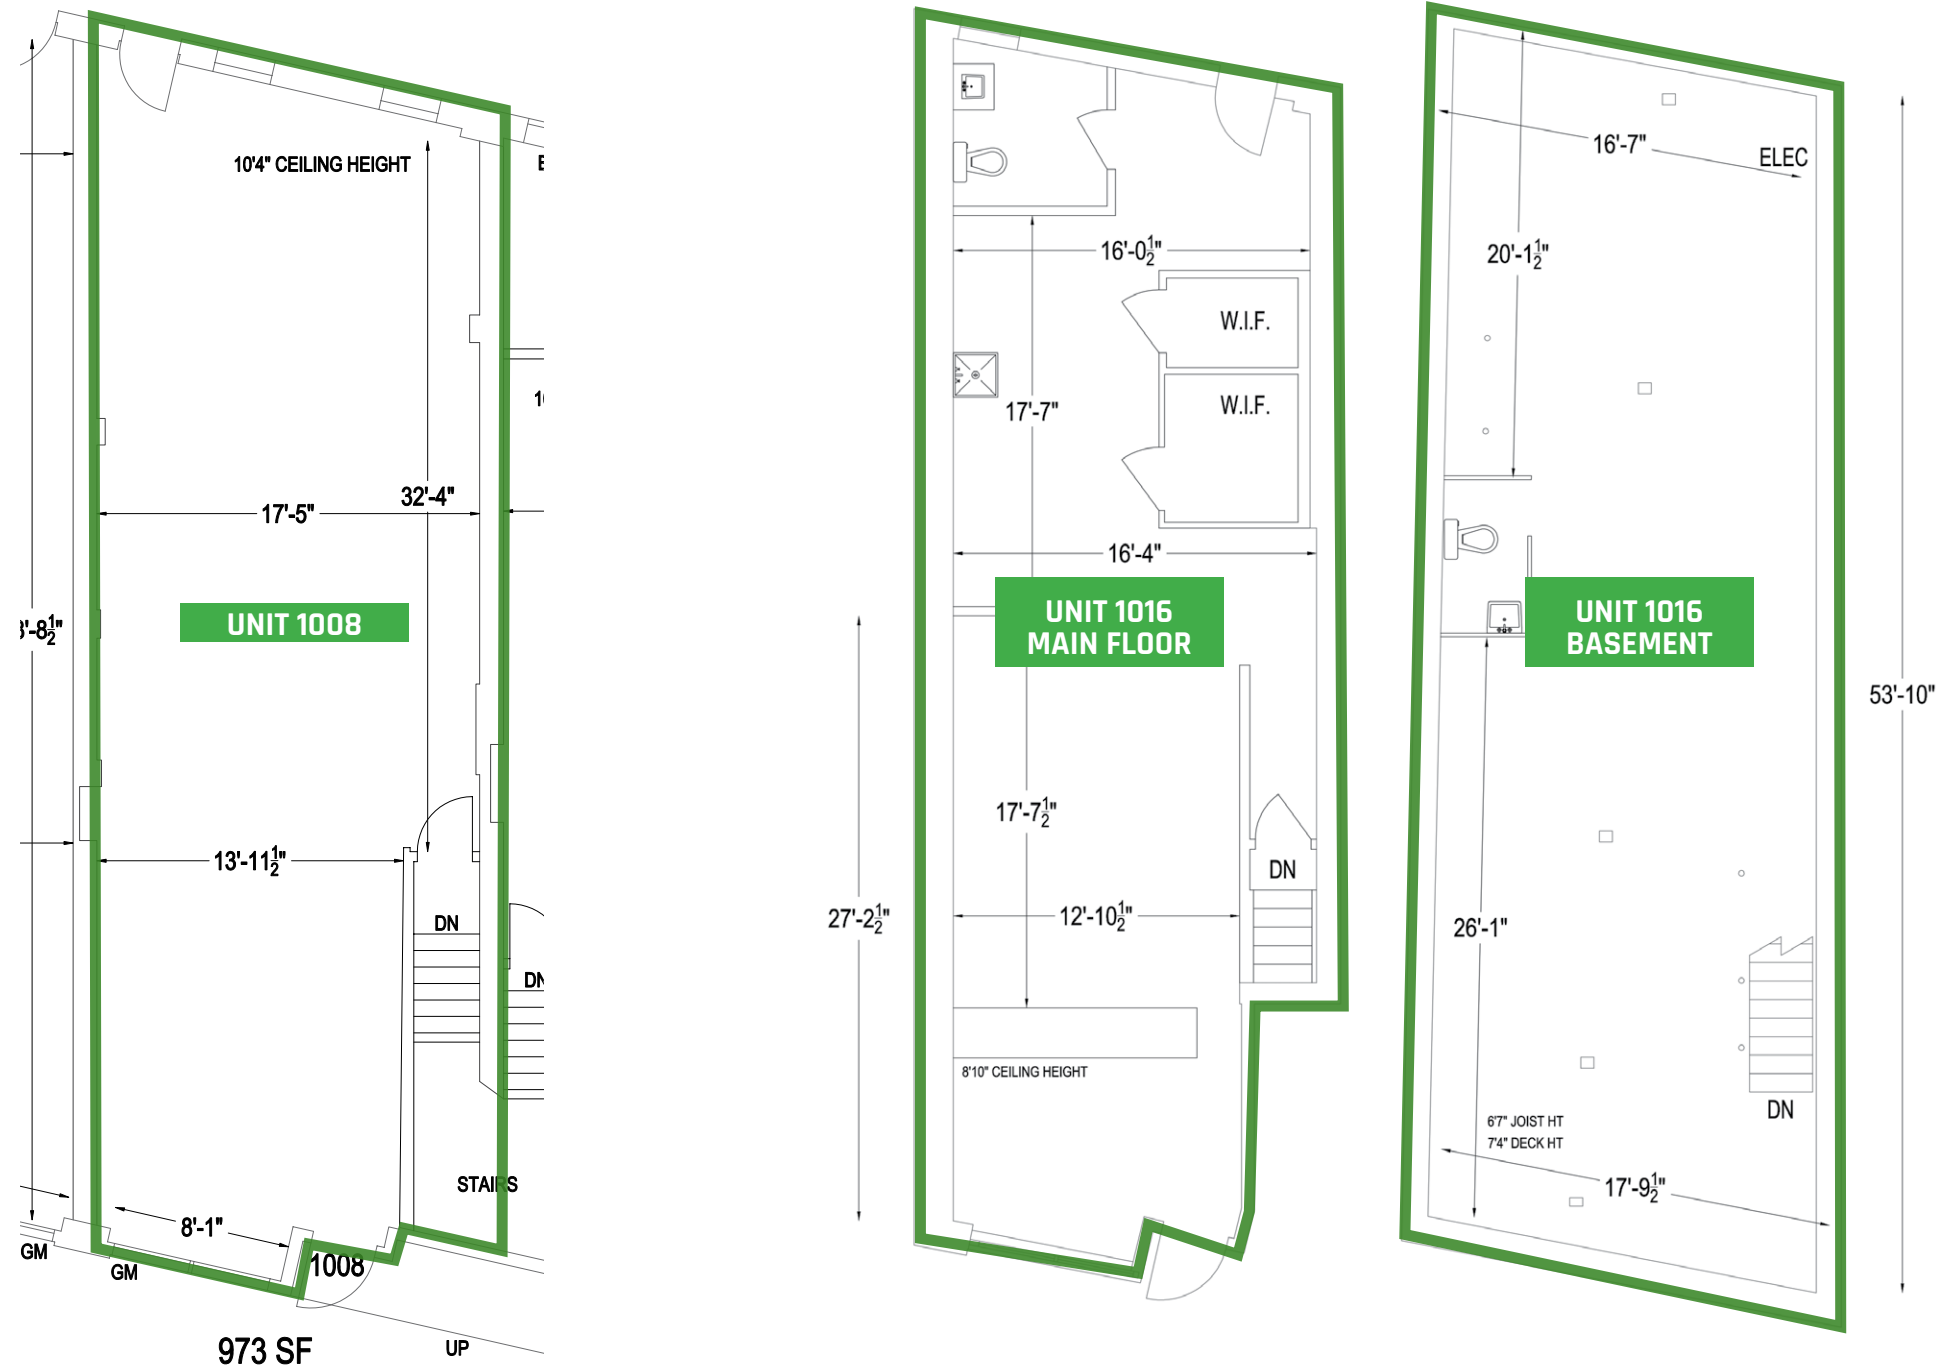 10'4" CEILING HEIGHT
32'-4"
17'-5"
UNIT 1008
13'-11½"
DN
DN
STAIRS
8'-1"
GM
GM
1008
973 SF
UP
16'-0½"
W.I.F.
17'-7"
W.I.F.
16'-4"
UNIT 1016
MAIN FLOOR
17'-7½"
DN
27'-2½"
12'-10½"
8'10" CEILING HEIGHT
16'-7"
ELEC
20'-1½"
UNIT 1016
BASEMENT
53'-10"
26'-1"
DN
6'7" JOIST HT
7'4" DECK HT
17'-9½"